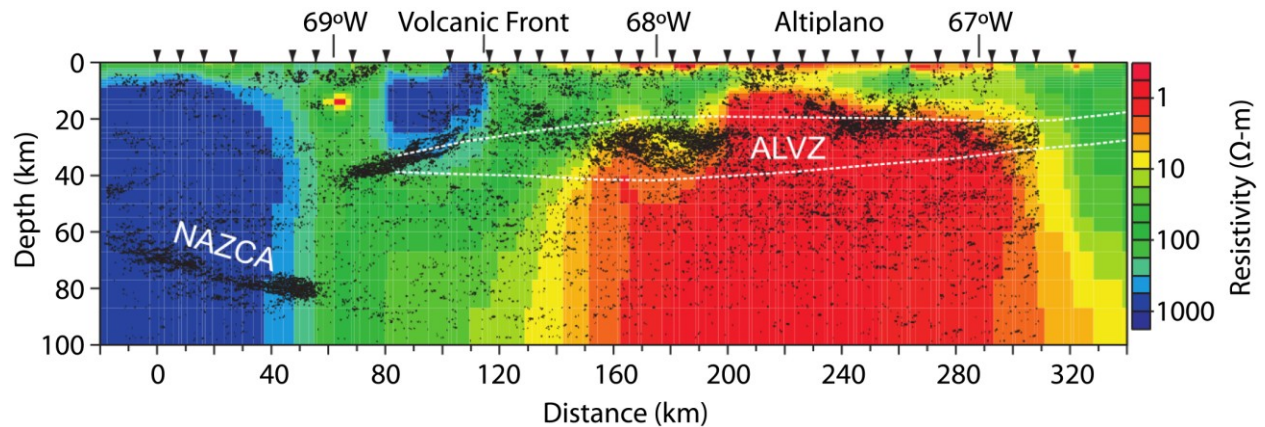 69ºW Volcanic Front 68ºW Altiplano 67ºW
0
20
40
60
80
100
Depth (km)
NAZCA
ALVZ
0 40 80 120 160 200 240 280 320
Distance (km)
1
10
100
1000
Resistivity (Ω-m)